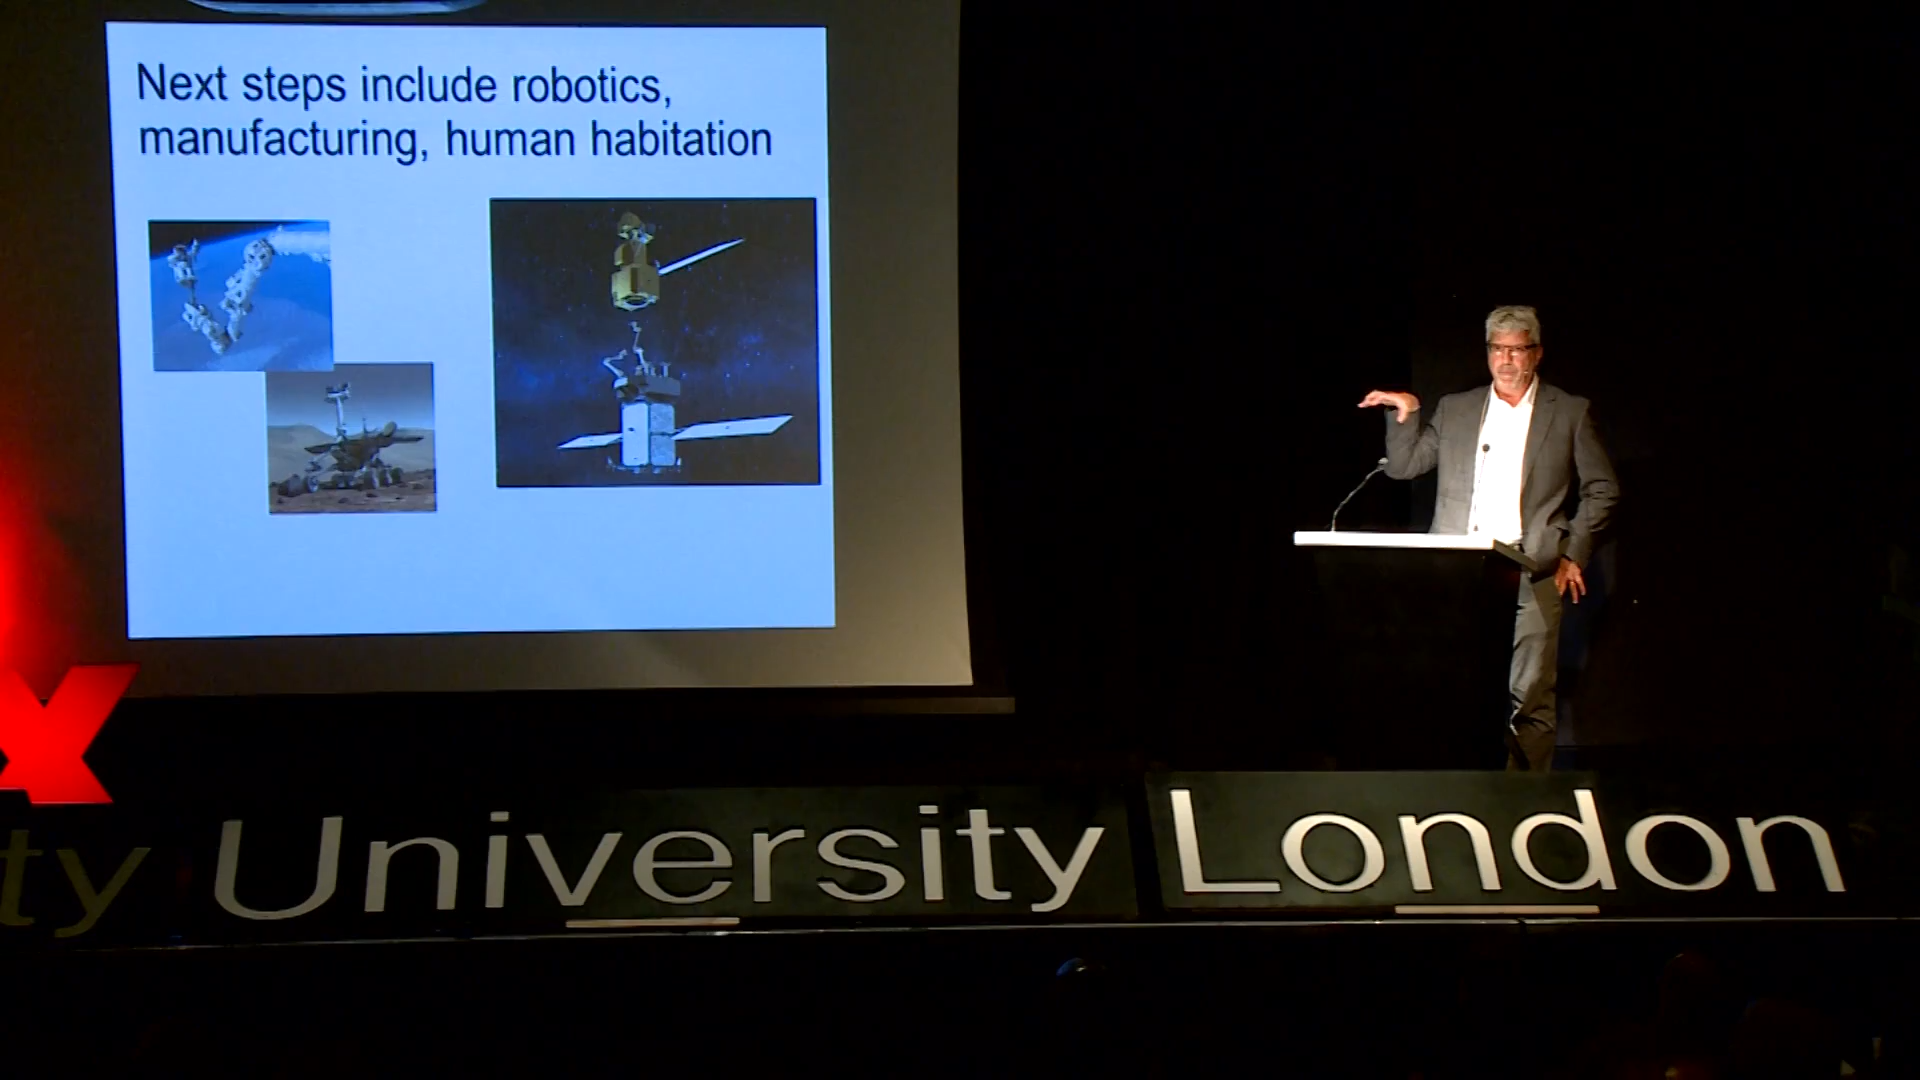 Next steps include robotics,
manufacturing, human habitation
x
ty University London